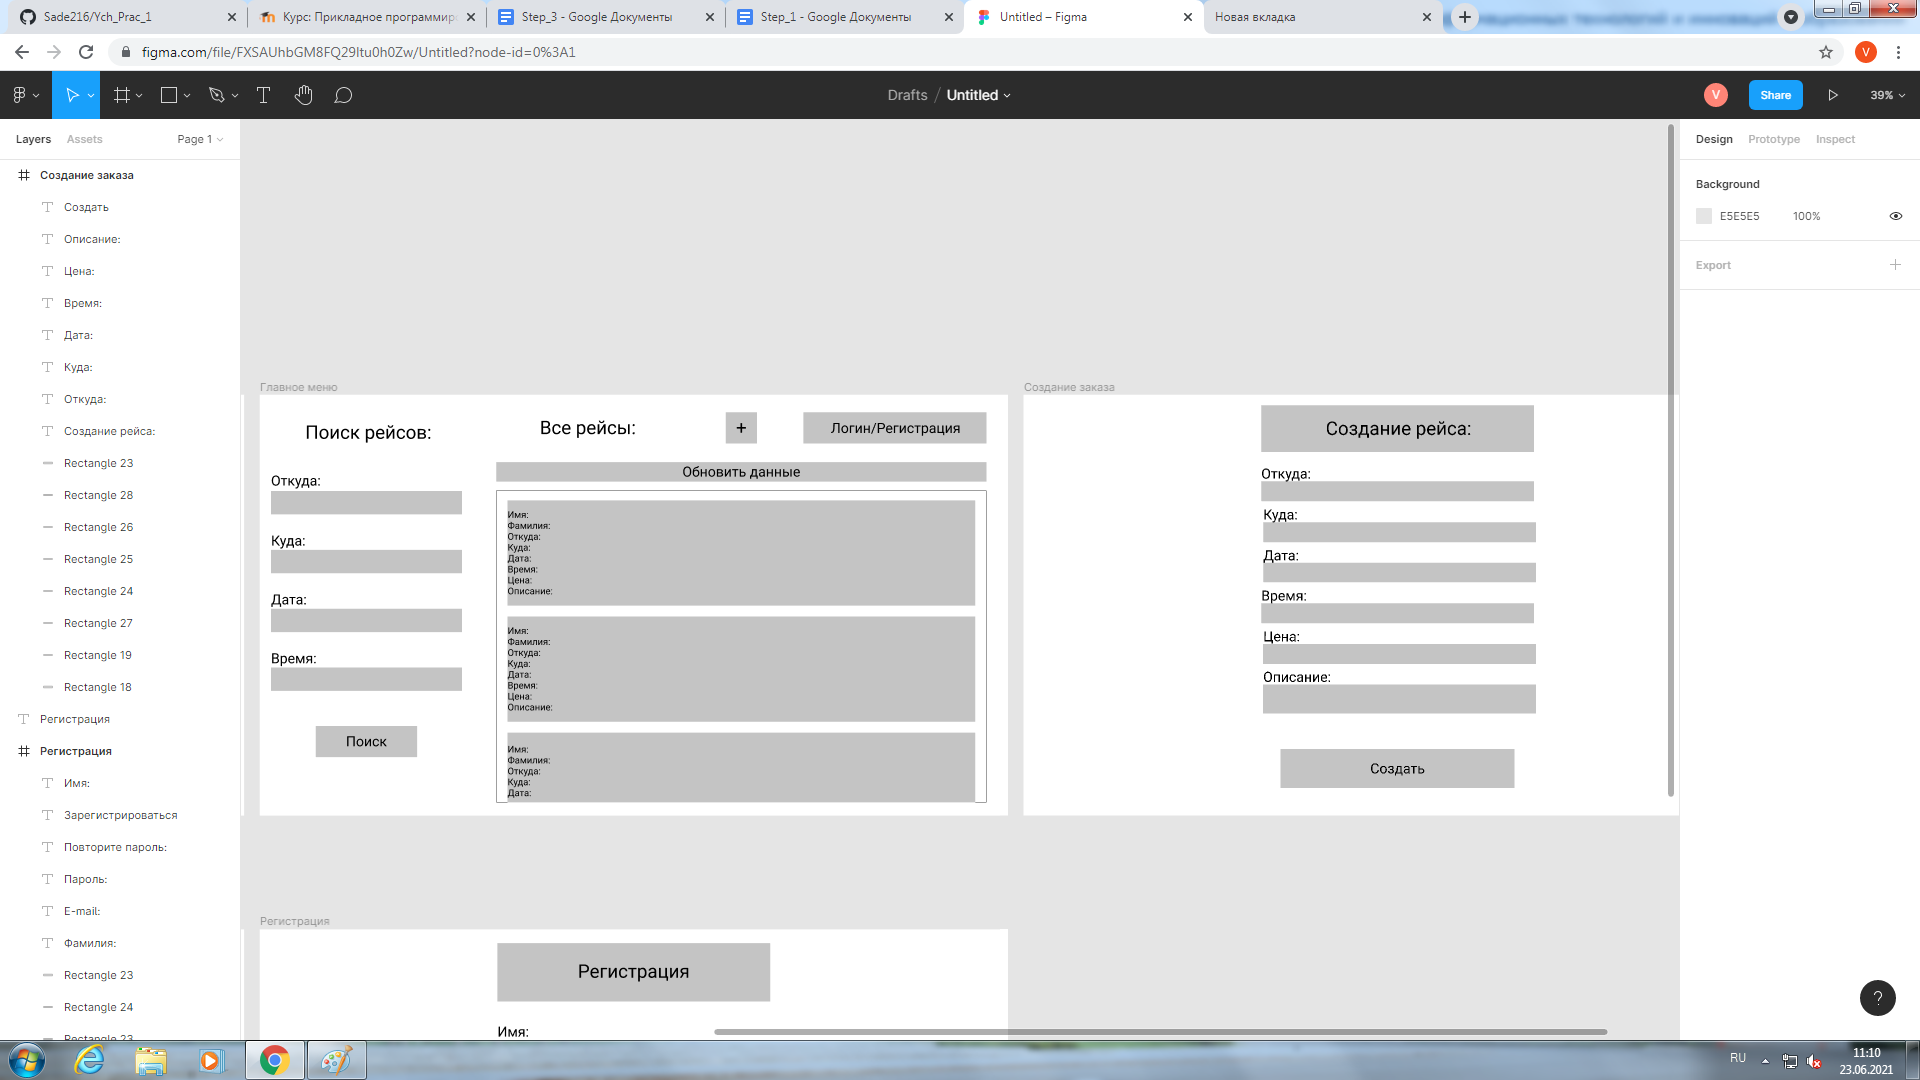 Sade216/Ych_Prac_1
Курс: Прикладное программиро
Step_3 - Google Документы
Step_1 - Google Документы
Untitled – Figma
Новая вкладка
figma.com/file/FXSAUhbGM8FQ29ltu0h0Zw/Untitled?node-id=0%3A1
V
Drafts / Untitled
V
Share
39%
Layers
Assets
Page 1
Создание заказа
Создать
Описание:
Цена:
Время:
Дата:
Куда:
Откуда:
Создание рейса:
Rectangle 23
Rectangle 28
Rectangle 26
Rectangle 25
Rectangle 24
Rectangle 27
Rectangle 19
Rectangle 18
Регистрация
Регистрация
Имя:
Зарегистрироваться
Повторите пароль:
Пароль:
E-mail:
Фамилия:
Rectangle 23
Rectangle 24
Rectangle 23
Главное меню
Поиск рейсов:
Откуда:
Куда:
Дата:
Время:
Поиск
Все рейсы:
+
Логин/Регистрация
Обновить данные
Имя:
Фамилия:
Откуда:
Куда:
Дата:
Время:
Цена:
Описание:
Имя:
Фамилия:
Откуда:
Куда:
Дата:
Время:
Цена:
Описание:
Имя:
Фамилия:
Откуда:
Куда:
Дата:
Создание заказа
Создание рейса:
Откуда:
Куда:
Дата:
Время:
Цена:
Описание:
Создать
Регистрация
Регистрация
Имя:
Design
Prototype
Inspect
Background
E5E5E5
100%
Export
?
RU
11:10
23.06.2021